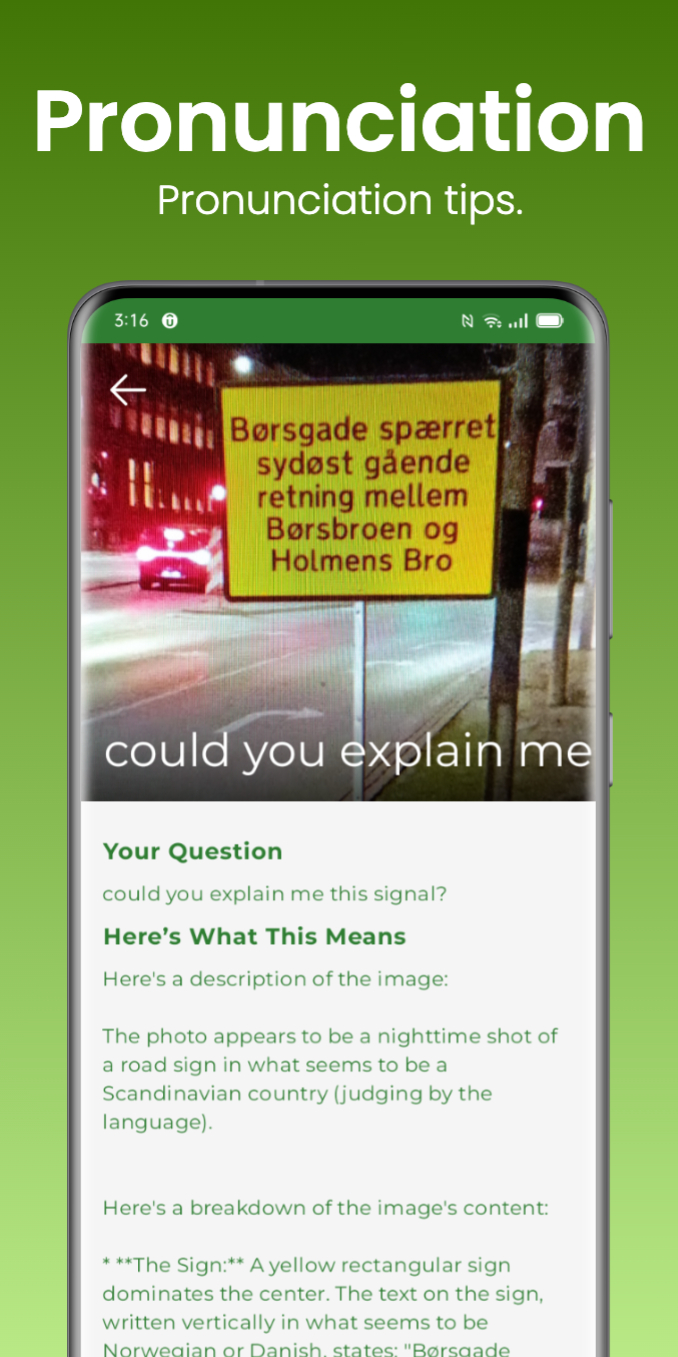 Pronunciation
Pronunciation tips.
3:16
Børsgade spærret
sydøst gående
retning mellem
Børsbroen og
Holmens Bro
could you explain me
Your Question
could you explain me this signal?
Here’s What This Means
Here's a description of the image:
The photo appears to be a nighttime shot of
a road sign in what seems to be a
Scandinavian country (judging by the
language).
Here's a breakdown of the image's content:
* **The Sign:** A yellow rectangular sign
dominates the center. The text on the sign,
written vertically in what seems to be
Norwegian or Danish, states: "Børsgade